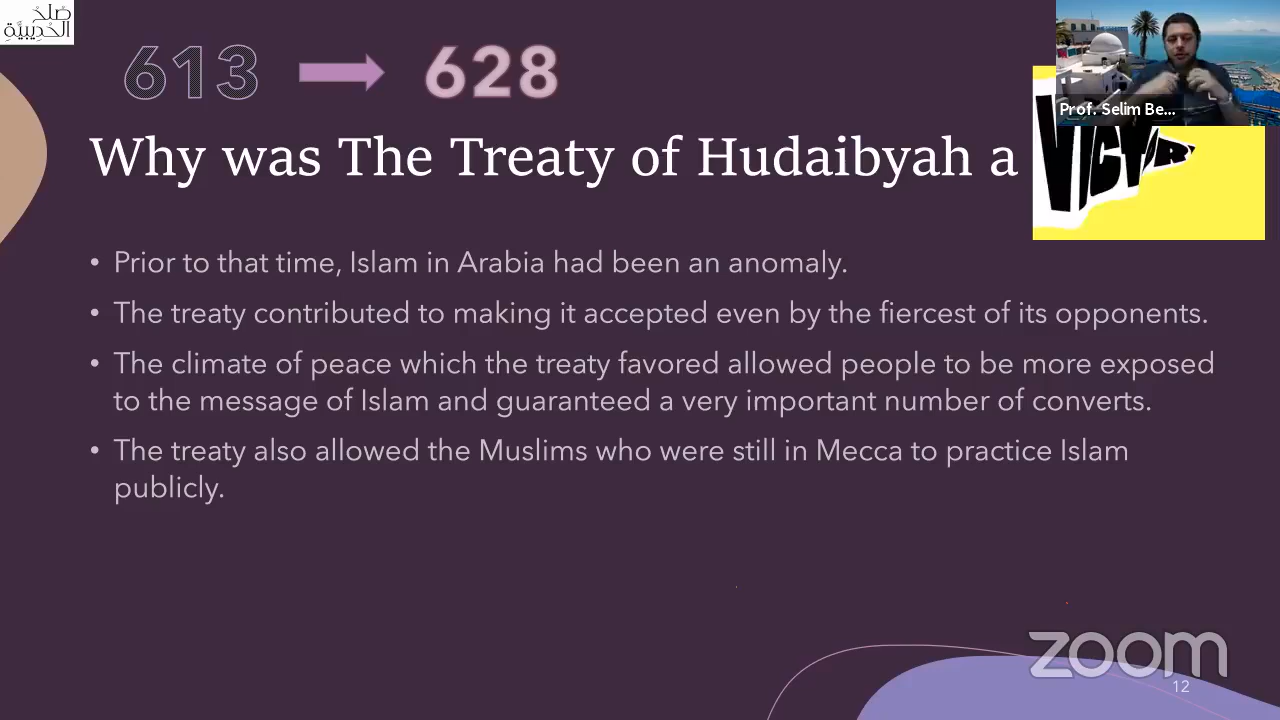 صُلْح
الحُدَيْبِيَّةِ
613 628
Prof. Selim Be...
Why was The Treaty of Hudaibyah a
VICTORY
• Prior to that time, Islam in Arabia had been an anomaly.
• The treaty contributed to making it accepted even by the fiercest of its opponents.
• The climate of peace which the treaty favored allowed people to be more exposed
to the message of Islam and guaranteed a very important number of converts.
• The treaty also allowed the Muslims who were still in Mecca to practice Islam
publicly.
zoom
12